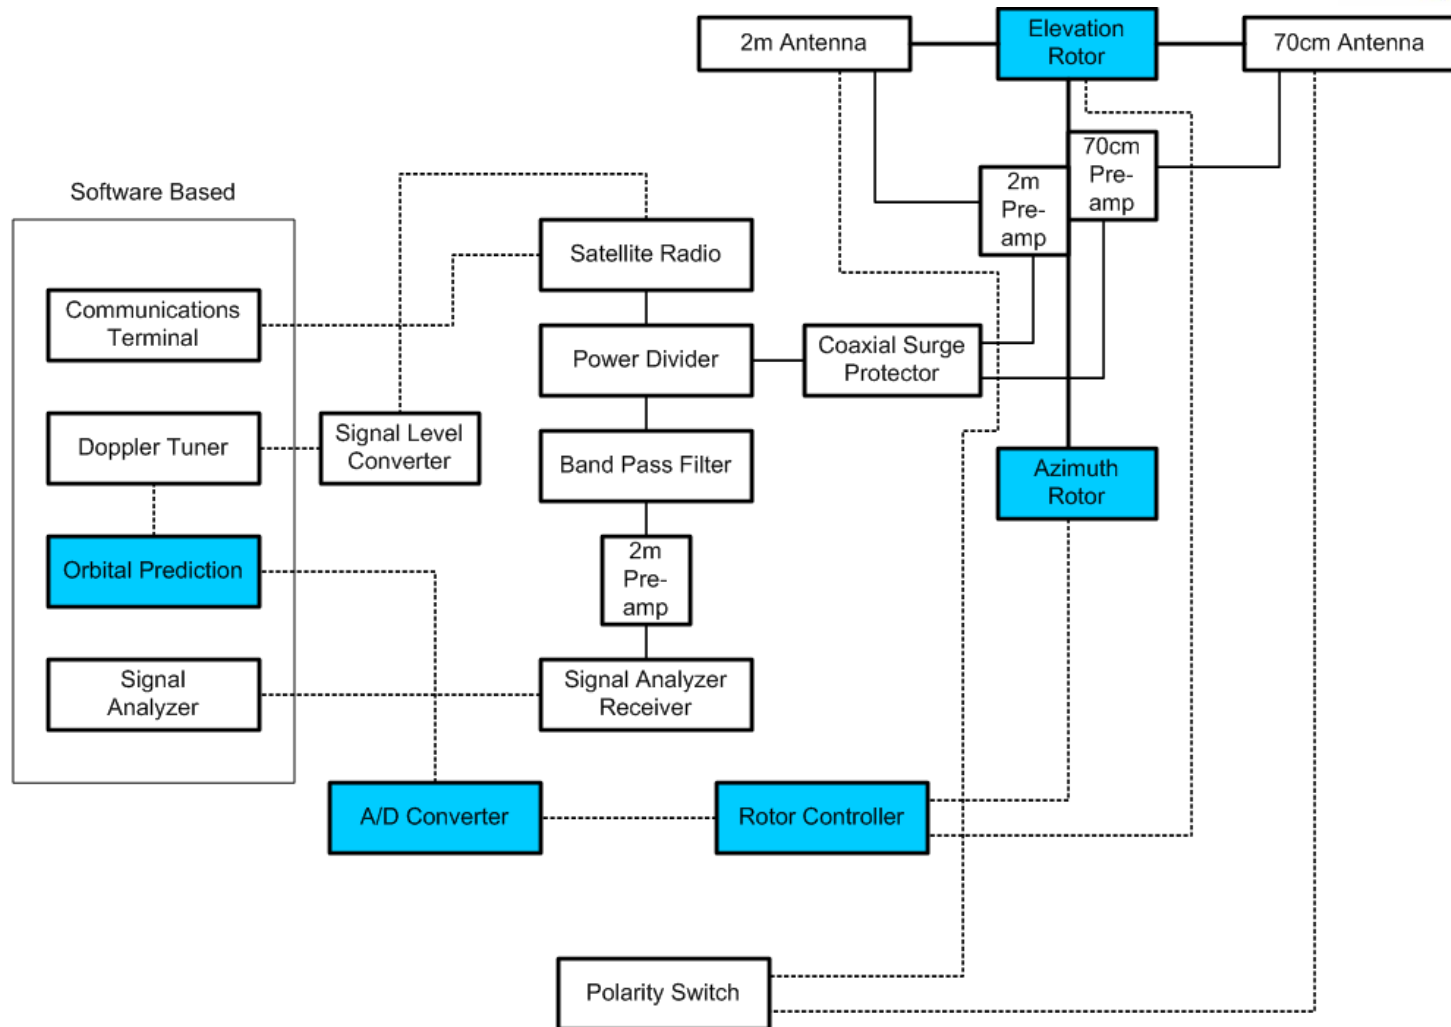 2m Antenna
Elevation
Rotor
70cm Antenna
70cm
Pre-
amp
2m
Pre-
amp
Software Based
Satellite Radio
Communications
Terminal
Power Divider
Coaxial Surge
Protector
Doppler Tuner
Signal Level
Converter
Band Pass Filter
Azimuth
Rotor
Orbital Prediction
2m
Pre-
amp
Signal
Analyzer
Signal Analyzer
Receiver
A/D Converter
Rotor Controller
Polarity Switch